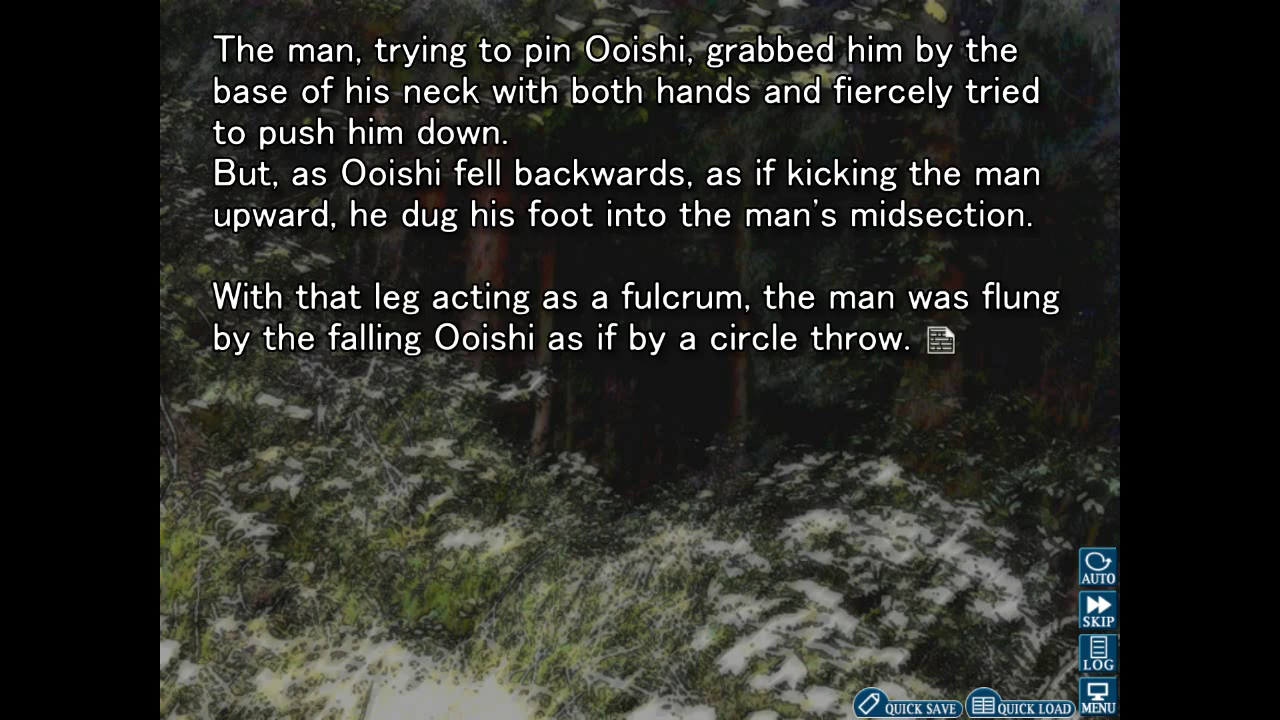 The man, trying to pin Ooishi, grabbed him by the
base of his neck with both hands and fiercely tried
to push him down.
But, as Ooishi fell backwards, as if kicking the man
upward, he dug his foot into the man's midsection.
With that leg acting as a fulcrum, the man was flung
by the falling Ooishi as if by a circle throw.
AUTO
SKIP
LOG
MENU
QUICK SAVE
QUICK LOAD